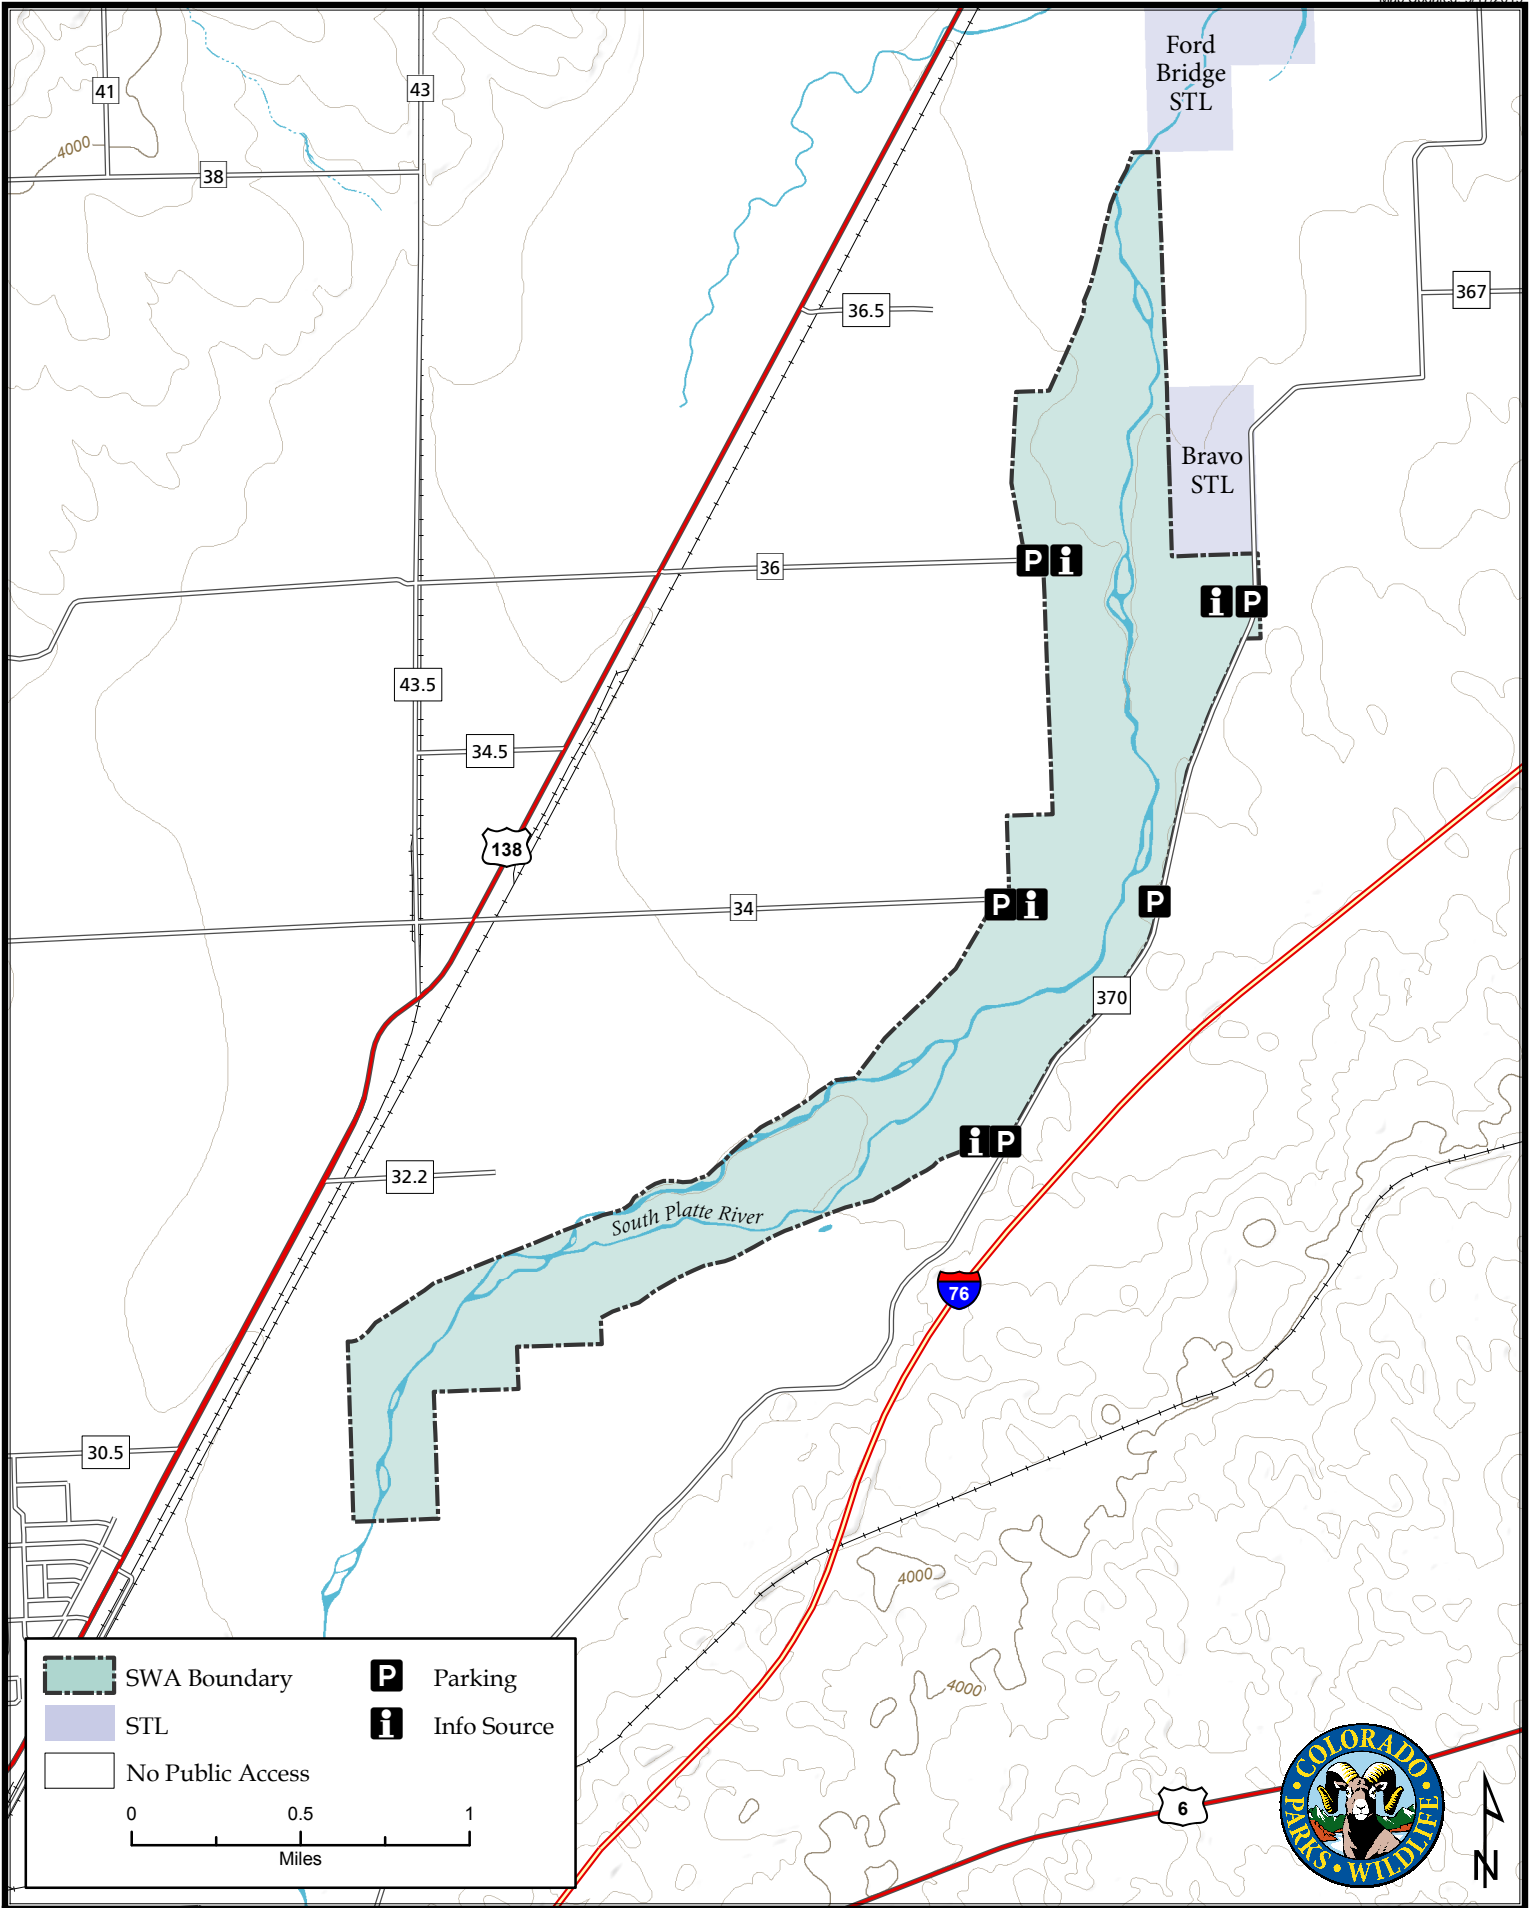 Ford
Bridge
STL
41
43
4000
38
367
36.5
Bravo
STL
36
43.5
34.5
138
34
370
32.2
South Platte River
76
30.5
4000
4000
6
SWA Boundary
STL
No Public Access
P Parking
i Info Source
0 0.5 1
Miles
P i
i P
P i
P
i P
COLORADO
PARKS • WILDLIFE
N